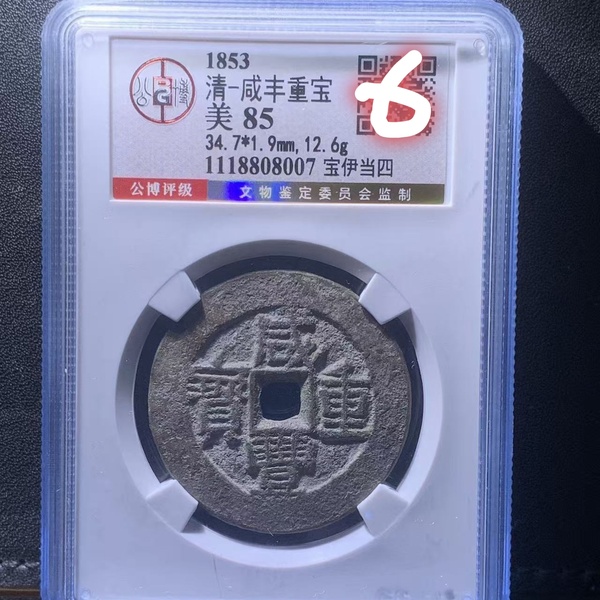 1853
清-咸丰重宝
美 85
34.7*1.9mm, 12.6g
1118808007 宝伊当四
公博评级
文物鉴定委员会监制
6
咸
寶 重
豐